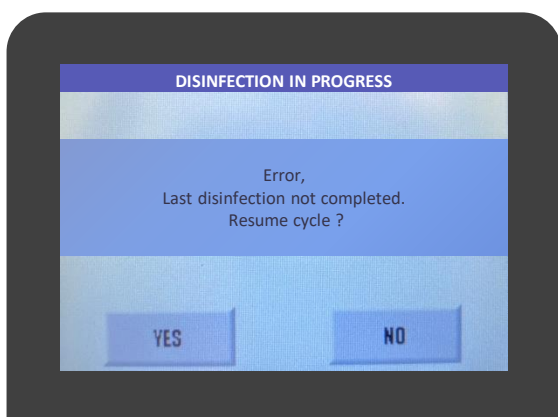 DISINFECTION IN PROGRESS
Error,
Last disinfection not completed.
Resume cycle ?
YES
NO